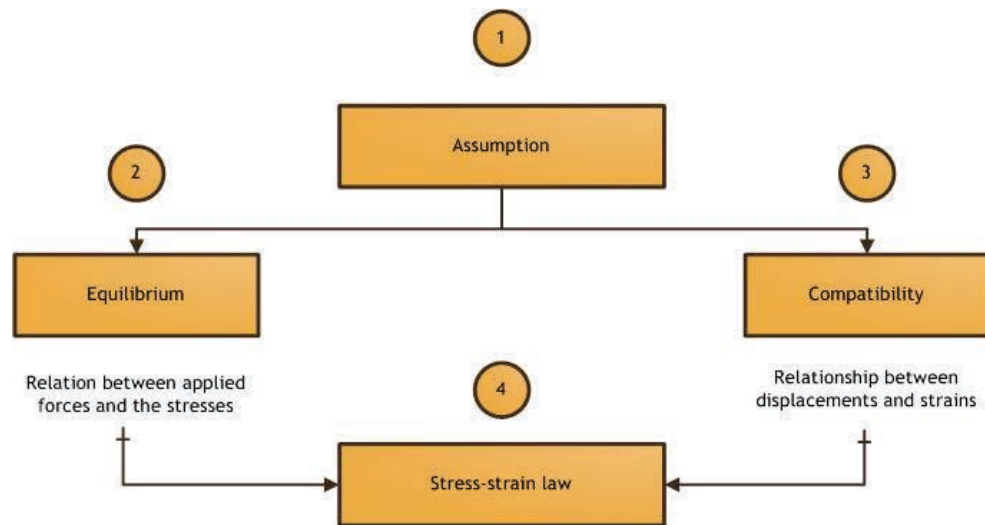 1
Assumption
2
3
Equilibrium
Compatibility
Relation between applied
forces and the stresses
4
Relationship between
displacements and strains
Stress-strain law